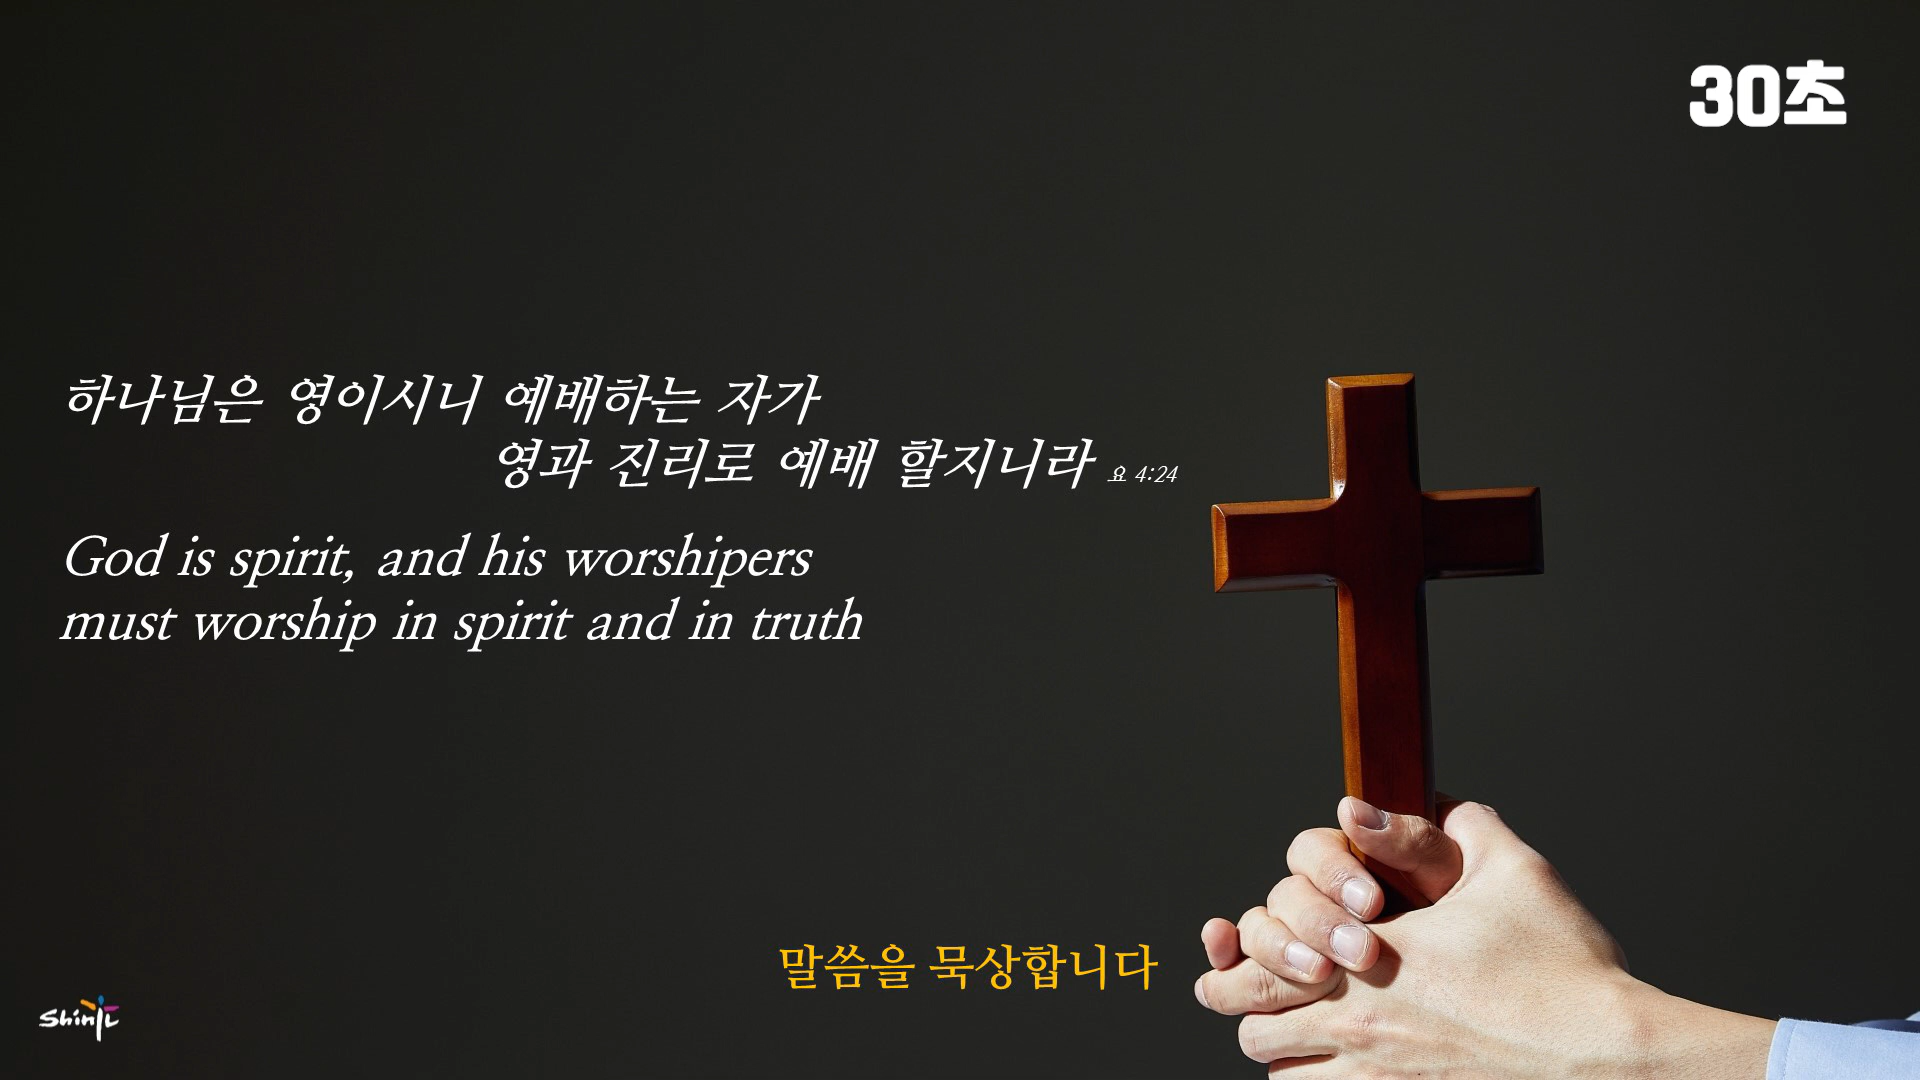 30초
하나님은 영이시니 예배하는 자가
영과 진리로 예배 할지니라 요 4:24
God is spirit, and his worshipers
must worship in spirit and in truth
말씀을 묵상합니다